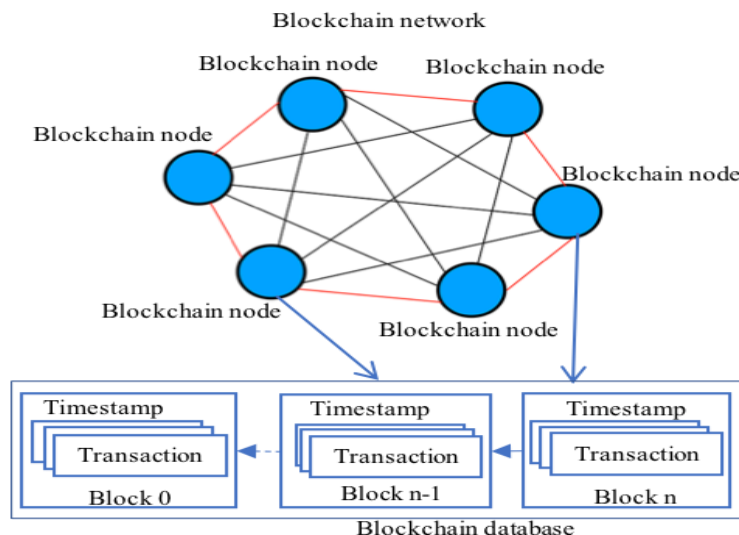 Blockchain network
Blockchain node
Blockchain node
Blockchain node
Blockchain node
Blockchain node
Blockchain node
Timestamp
Transaction
Block 0
Timestamp
Transaction
Block n-1
Timestamp
Transaction
Block n
Blockchain database